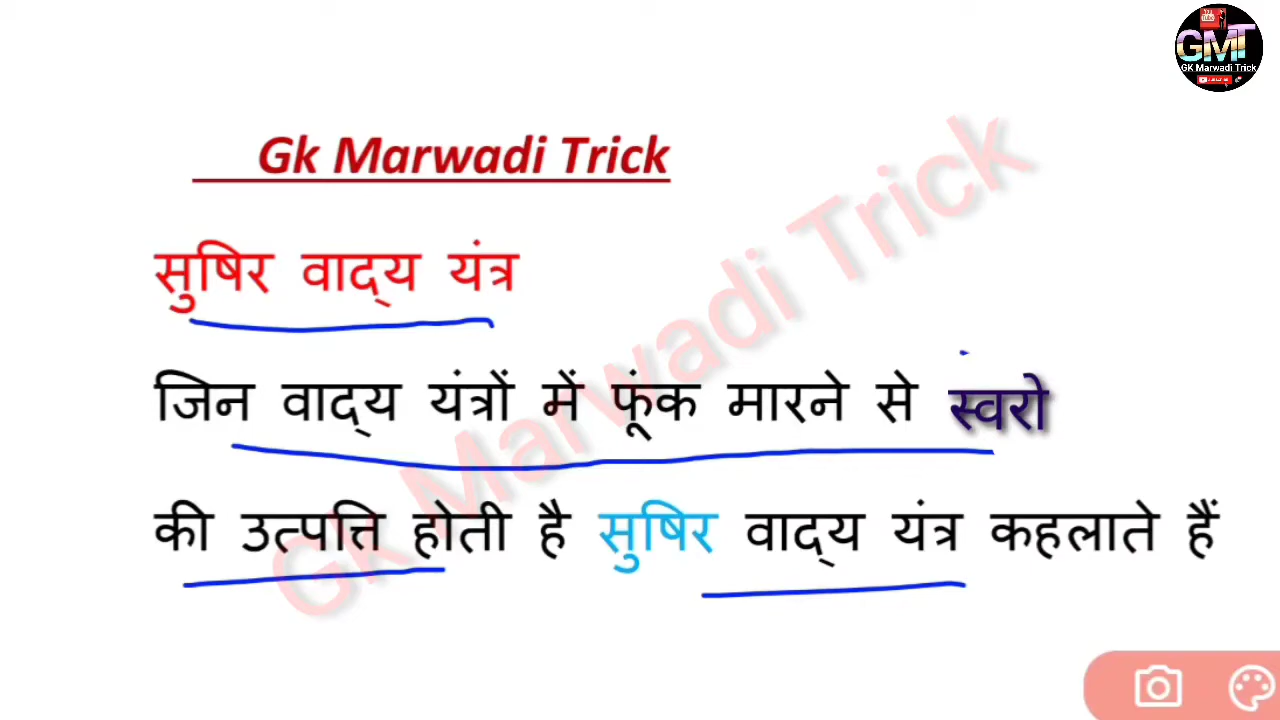 GMT
GK Marwadi Trick
Gk Marwadi Trick
सुषिर वाद्य यंत्र
जिन वाद्य यंत्रों में फूंक मारने से स्वरो
की उत्पत्ति होती है सुषिर वाद्य यंत्र कहलाते हैं
Gk Marwadi Trick